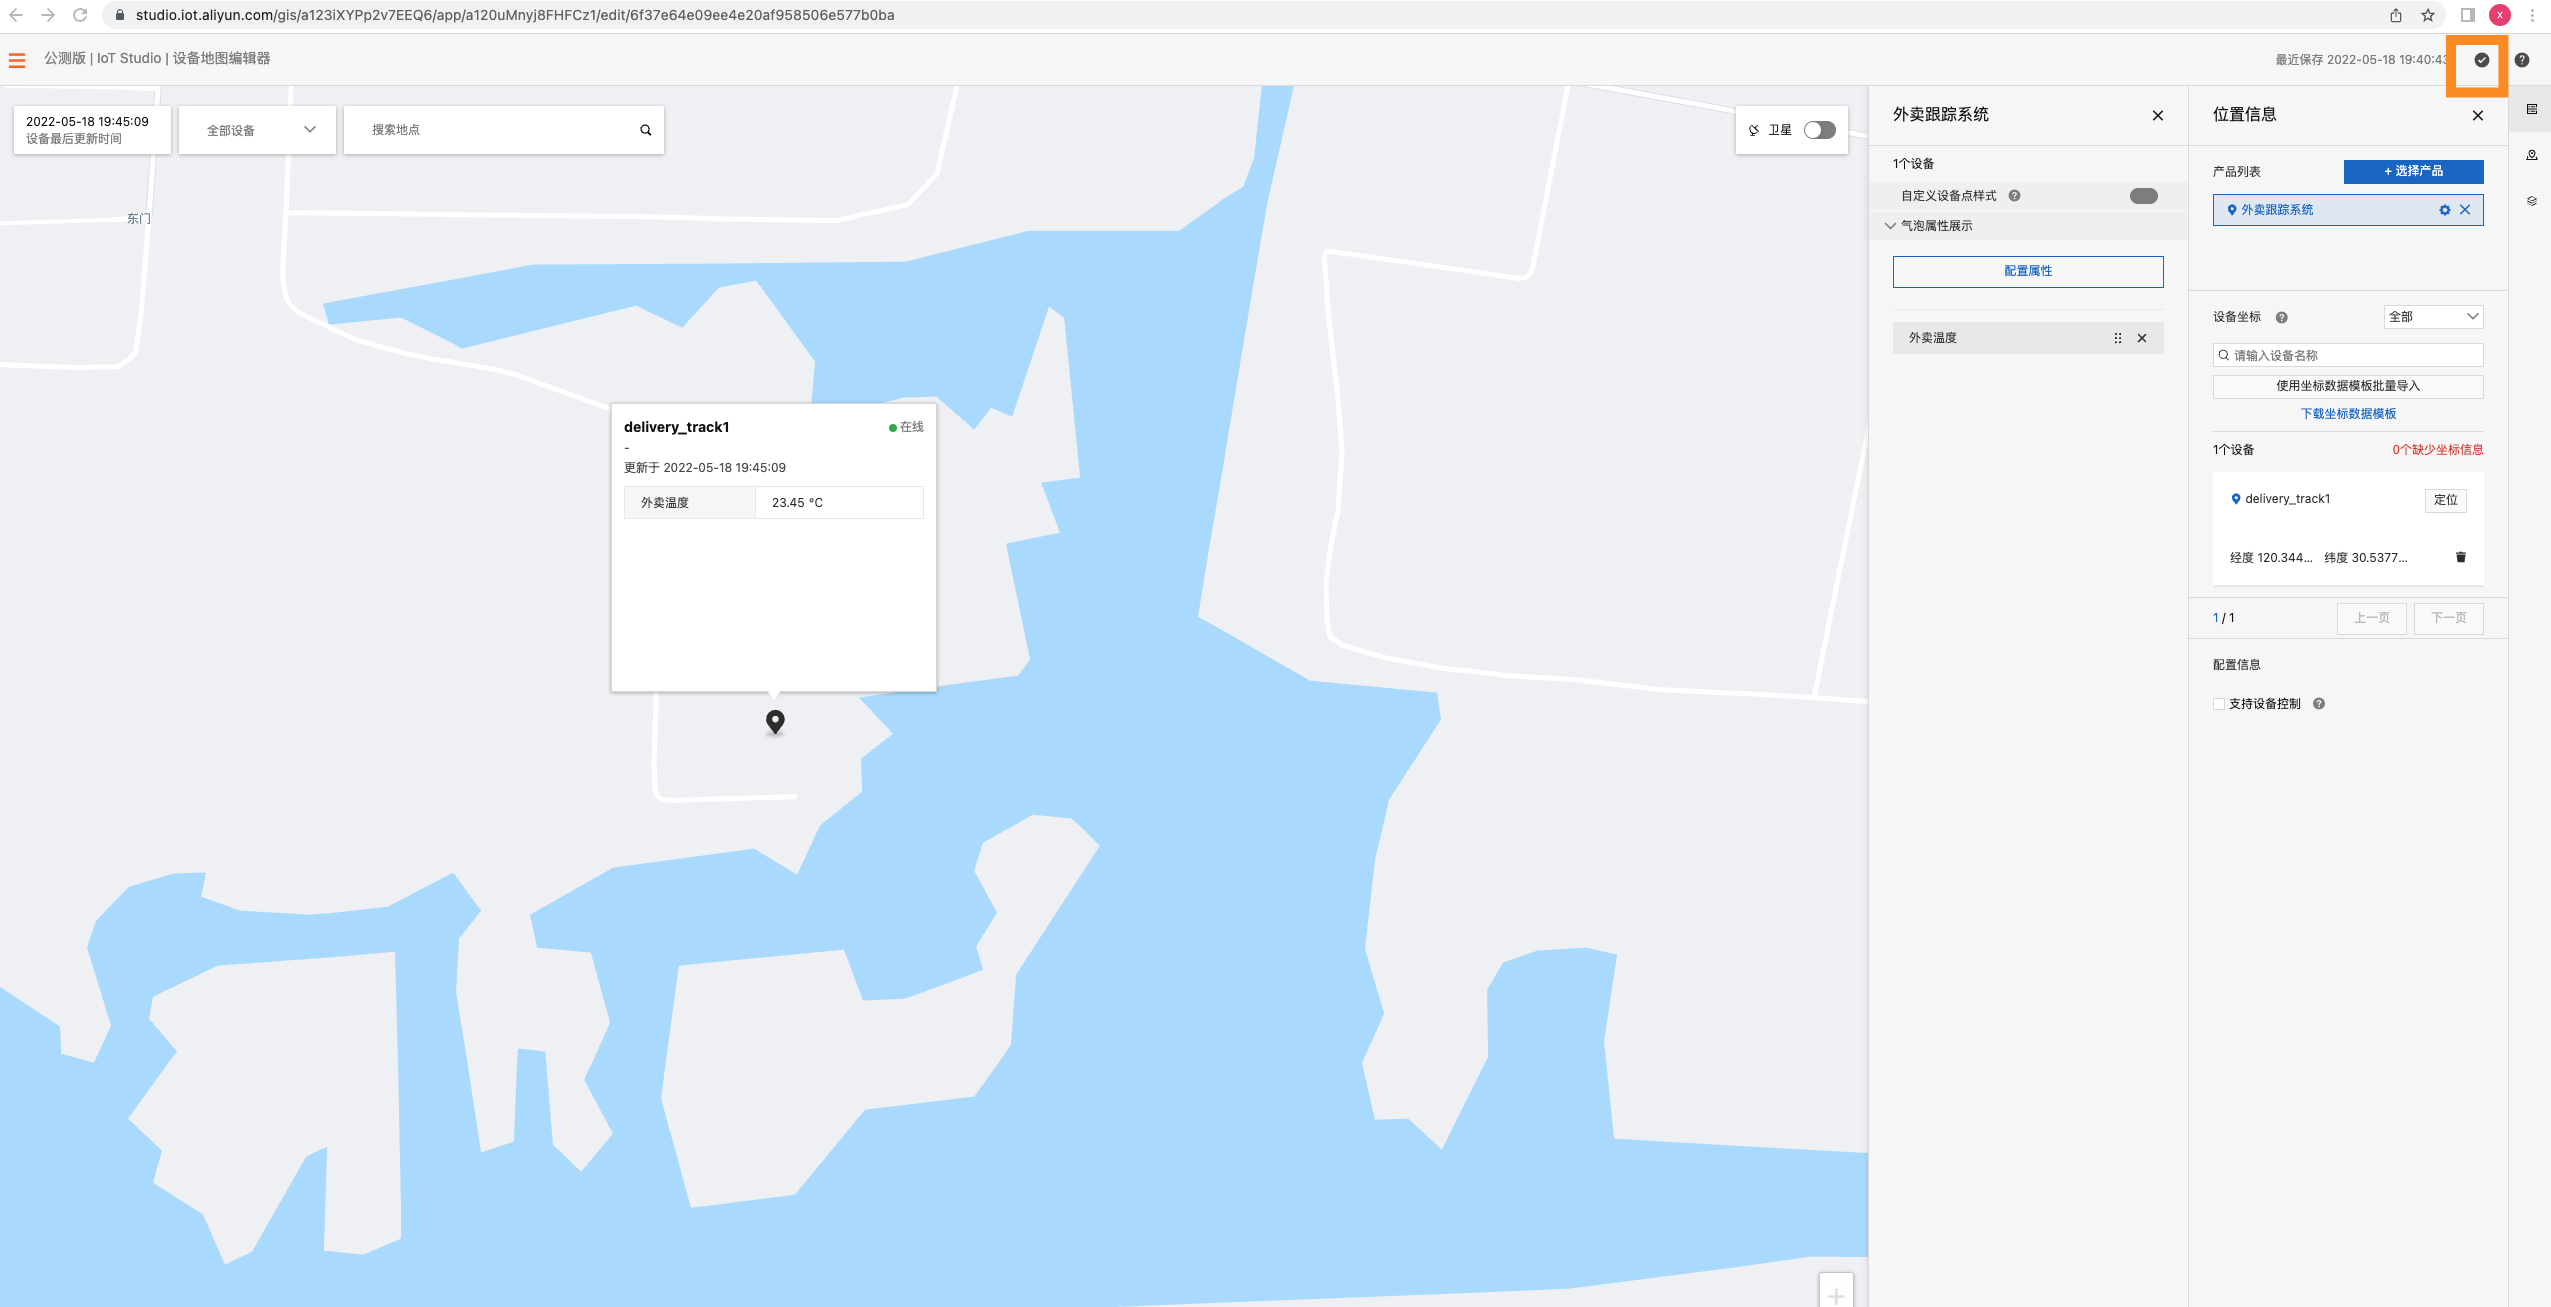 studio.iot.aliyun.com/gis/a123iXYPp2v7EEQ6/app/a120uMnyj8FHFCz1/edit/6f37e64e09ee4e20af958506e577b0ba
x
公测版 | IoT Studio | 设备地图编辑器
最近保存 2022-05-18 19:40:43
2022-05-18 19:45:09
设备最后更新时间
全部设备
搜索地点
卫星
东门
delivery_track1
在线
-
更新于 2022-05-18 19:45:09
外卖温度
23.45 °C
外卖跟踪系统
1个设备
自定义设备点样式
气泡属性展示
配置属性
外卖温度
位置信息
产品列表
+ 选择产品
外卖跟踪系统
设备坐标
全部
请输入设备名称
使用坐标数据模板批量导入
下载坐标数据模板
1个设备
0个缺少坐标信息
delivery_track1
定位
经度 120.344... 纬度 30.5377...
1 / 1
上一页
下一页
配置信息
支持设备控制